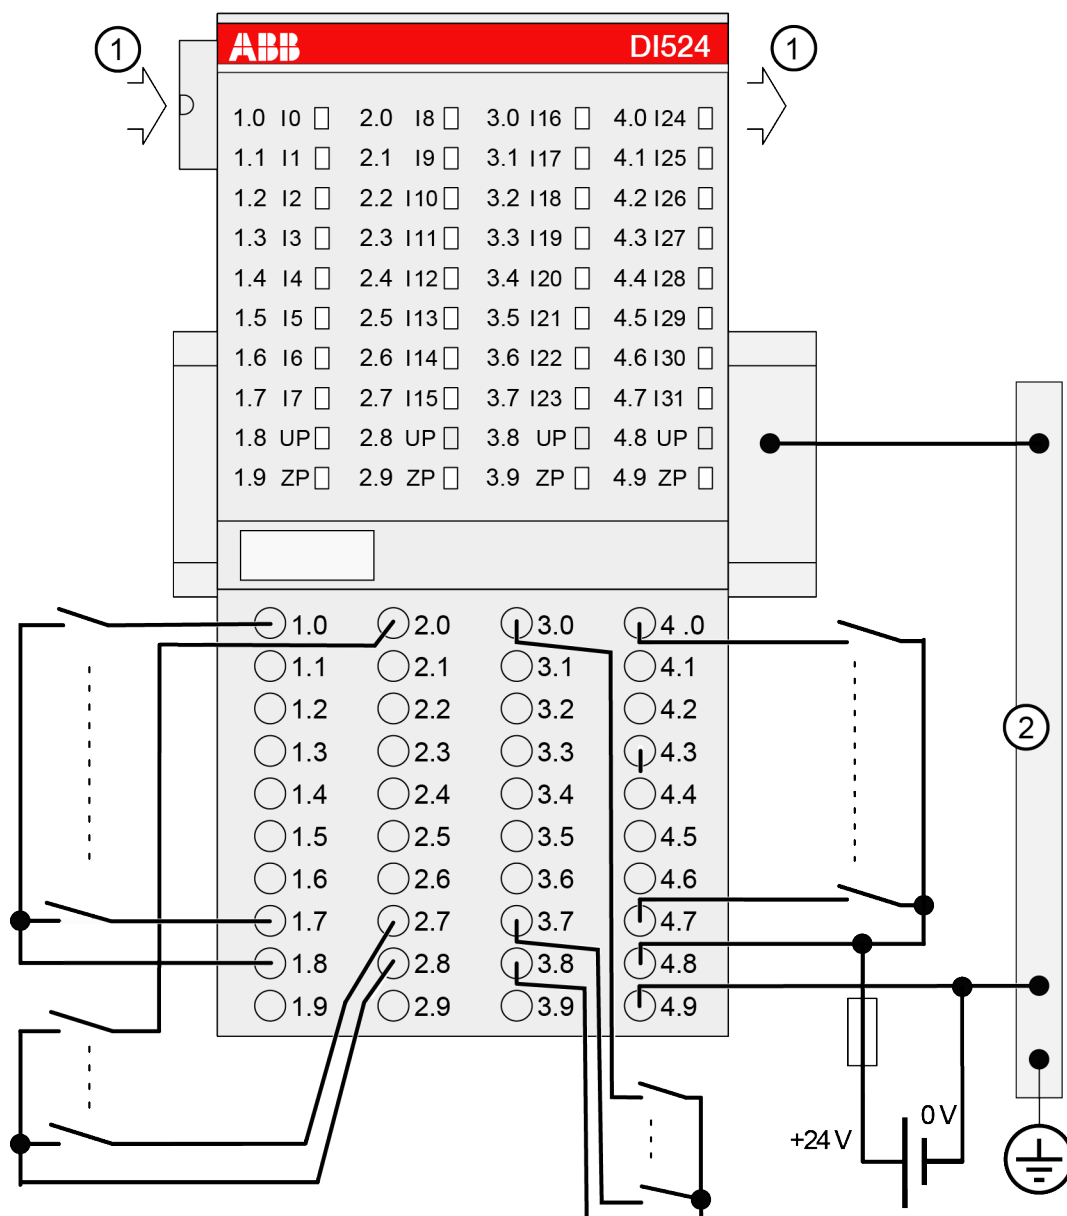 1 ABB DI524 1
1.0 I0 2.0 I8 3.0 I16 4.0 I24
1.1 I1 2.1 I9 3.1 I17 4.1 I25
1.2 I2 2.2 I10 3.2 I18 4.2 I26
1.3 I3 2.3 I11 3.3 I19 4.3 I27
1.4 I4 2.4 I12 3.4 I20 4.4 I28
1.5 I5 2.5 I13 3.5 I21 4.5 I29
1.6 I6 2.6 I14 3.6 I22 4.6 I30
1.7 I7 2.7 I15 3.7 I23 4.7 I31
1.8 UP 2.8 UP 3.8 UP 4.8 UP
1.9 ZP 2.9 ZP 3.9 ZP 4.9 ZP
1.0 2.0 3.0 4 .0
1.1 2.1 3.1 4.1
1.2 2.2 3.2 4.2
2
1.3 2.3 3.3 4.3
1.4 2.4 3.4 4.4
1.5 2.5 3.5 4.5
1.6 2.6 3.6 4.6
1.7 2.7 3.7 4.7
1.8 2.8 3.8 4.8
1.9 2.9 3.9 4.9
0 V
+24 V